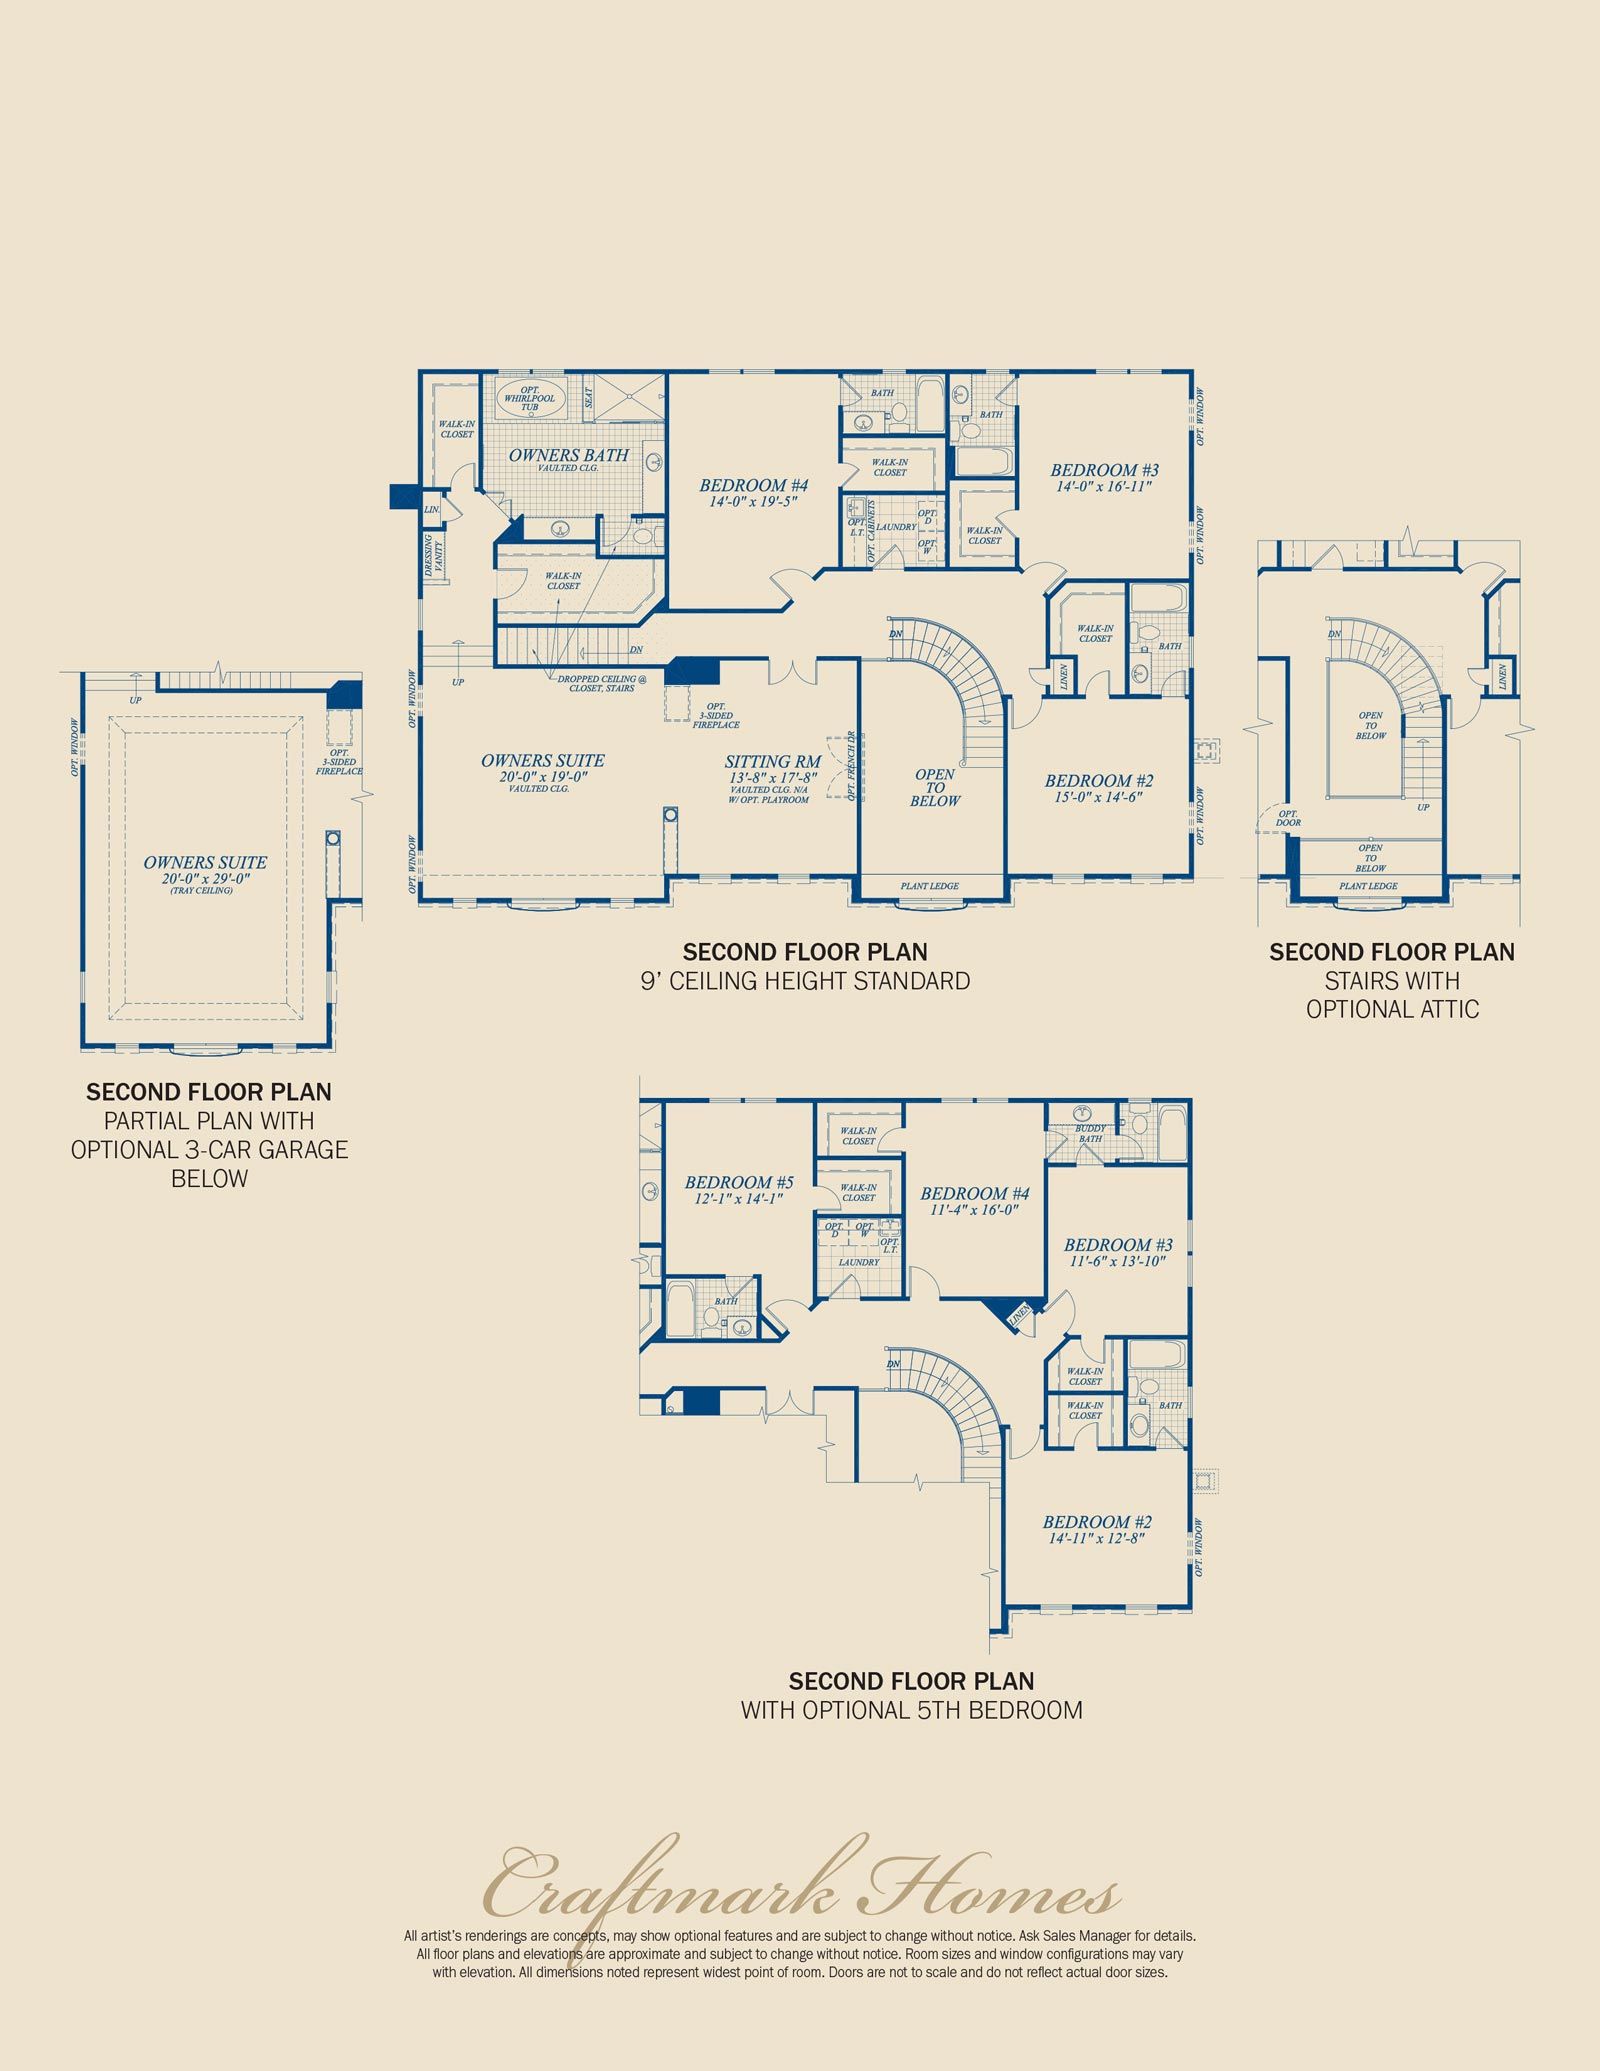 OPT.
WHIRLPOOL
TUB
SEAT
WALK-IN
CLOSET
OWNERS BATH
VAULTED CLG.
LIN.
DRESSING
VANITY
WALK-IN
CLOSET
UP
DN
DROPPED CEILING @
CLOSET, STAIRS
BEDROOM #4
14'-0" x 19'-5"
BATH
WALK-IN
CLOSET
OPT.
L.T.
OPT. CABINETS
LAUNDRY
OPT.
D
OPT.
W
BATH
WALK-IN
CLOSET
BEDROOM #3
14'-0" x 16'-11"
OPT. WINDOW
OPT. WINDOW
WALK-IN
CLOSET
LINEN
BATH
DN
OPT. WINDOW
OPT. WINDOW
OWNERS SUITE
20'-0" x 19'-0"
VAULTED CLG.
OPT.
3-SIDED
FIREPLACE
SITTING RM
13'-8" x 17'-8"
VAULTED CLG. N/A
W/ OPT. PLAYROOM
OPT. FRENCH DR
OPEN
TO
BELOW
PLANT LEDGE
BEDROOM #2
15'-0" x 14'-6"
OPT. WINDOW
SECOND FLOOR PLAN
9’ CEILING HEIGHT STANDARD
DN
LINEN
OPEN
TO
BELOW
UP
OPT.
DOOR
OPEN
TO
BELOW
PLANT LEDGE
SECOND FLOOR PLAN
STAIRS WITH
OPTIONAL ATTIC
UP
OPT. WINDOW
OPT.
3-SIDED
FIREPLACE
OWNERS SUITE
20'-0" x 29'-0"
(TRAY CEILING)
SECOND FLOOR PLAN
PARTIAL PLAN WITH
OPTIONAL 3-CAR GARAGE
BELOW
BEDROOM #5
12'-1" x 14'-1"
WALK-IN
CLOSET
WALK-IN
CLOSET
OPT.
D
OPT.
W
OPT.
L.T.
LAUNDRY
BATH
BEDROOM #4
11'-4" x 16'-0"
BUDDY
BATH
BEDROOM #3
11'-6" x 13'-10"
LINEN
DN
WALK-IN
CLOSET
WALK-IN
CLOSET
BATH
BEDROOM #2
14'-11" x 12'-8"
OPT. WINDOW
SECOND FLOOR PLAN
WITH OPTIONAL 5TH BEDROOM
Craftmark Homes
All artist’s renderings are concepts, may show optional features and are subject to change without notice. Ask Sales Manager for details.
All floor plans and elevations are approximate and subject to change without notice. Room sizes and window configurations may vary
with elevation. All dimensions noted represent widest point of room. Doors are not to scale and do not reflect actual door sizes.